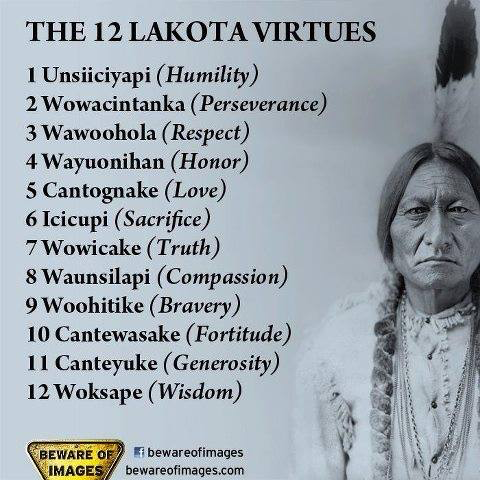 THE 12 LAKOTA VIRTUES
1 Unsiiciyapi (Humility)
2 Wowacintanka (Perseverance)
3 Wawoohola (Respect)
4 Wayuonihan (Honor)
5 Cantognake (Love)
6 Icicupi (Sacrifice)
7 Wowicake (Truth)
8 Waunsilapi (Compassion)
9 Woohitike (Bravery)
10 Cantewasake (Fortitude)
11 Canteyuke (Generosity)
12 Woksape (Wisdom)
BEWARE OF
IMAGES
f bewareofimages
bewareofimages.com